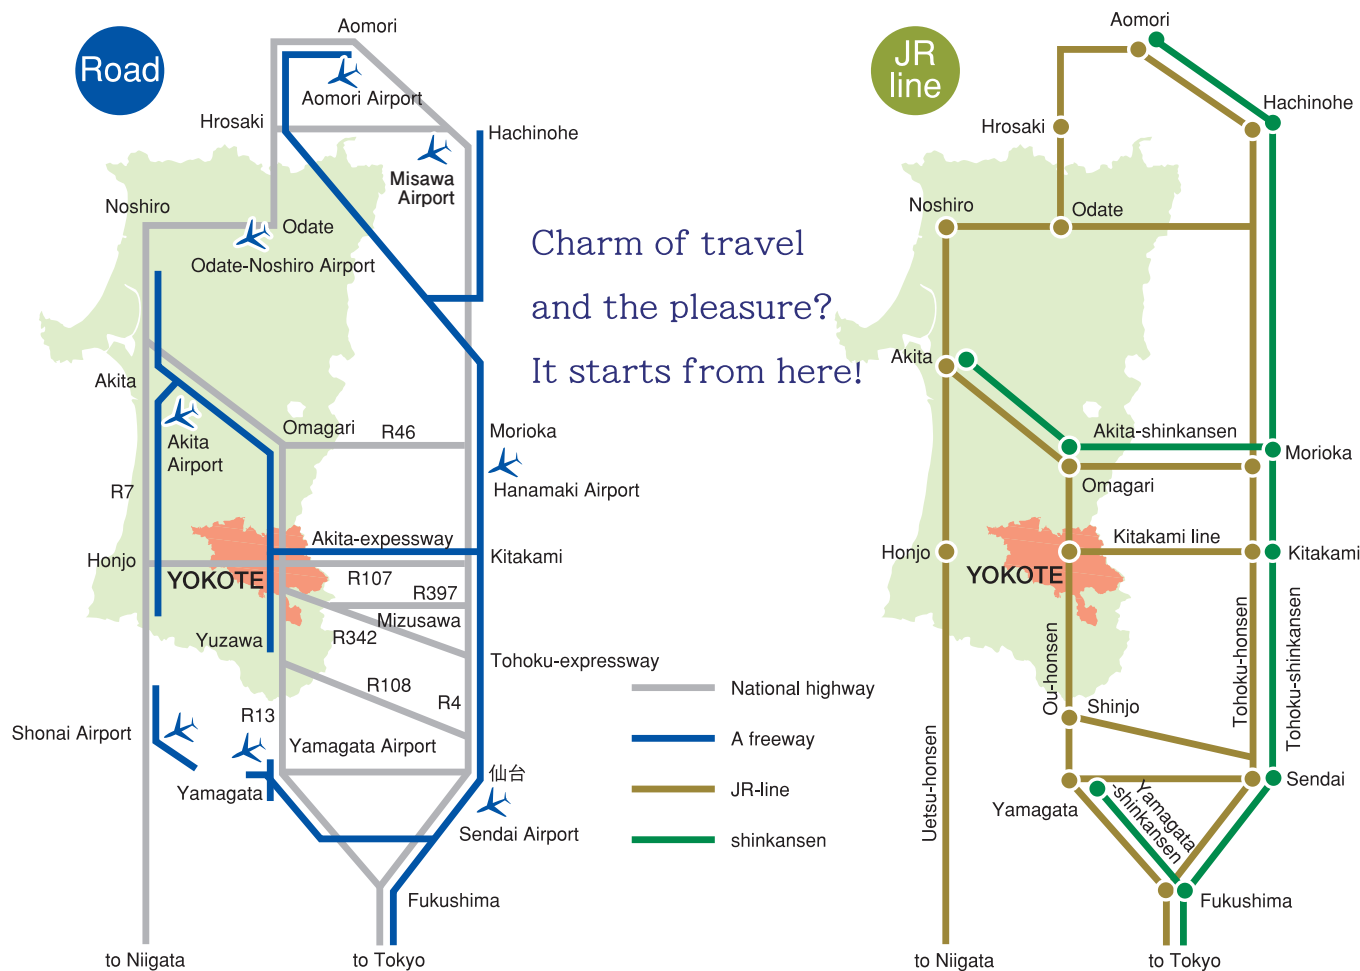 Road
Aomori
Aomori Airport
Hrosaki
Hachinohe
Misawa
Airport
Noshiro
Odate
Odate-Noshiro Airport
Akita
Akita
Airport
Omagari
R46
Morioka
Hanamaki Airport
R7
Akita-expessway
Honjo
YOKOTE
Kitakami
R107
R397
Mizusawa
R342
Yuzawa
Tohoku-expressway
R108
R4
R13
Shonai Airport
Yamagata Airport
Yamagata
仙台
Sendai Airport
Fukushima
to Niigata
to Tokyo
Charm of travel
and the pleasure?
It starts from here!
National highway
A freeway
JR-line
shinkansen
JR
line
Aomori
Hachinohe
Hrosaki
Noshiro
Odate
Akita
Akita-shinkansen
Morioka
Omagari
Kitakami line
Honjo
YOKOTE
Kitakami
Ou-honsen
Tohoku-honsen
Tohoku-shinkansen
Shinjo
Uetsu-honsen
Yamagata
Yamagata
-shinkansen
Sendai
Fukushima
to Niigata
to Tokyo